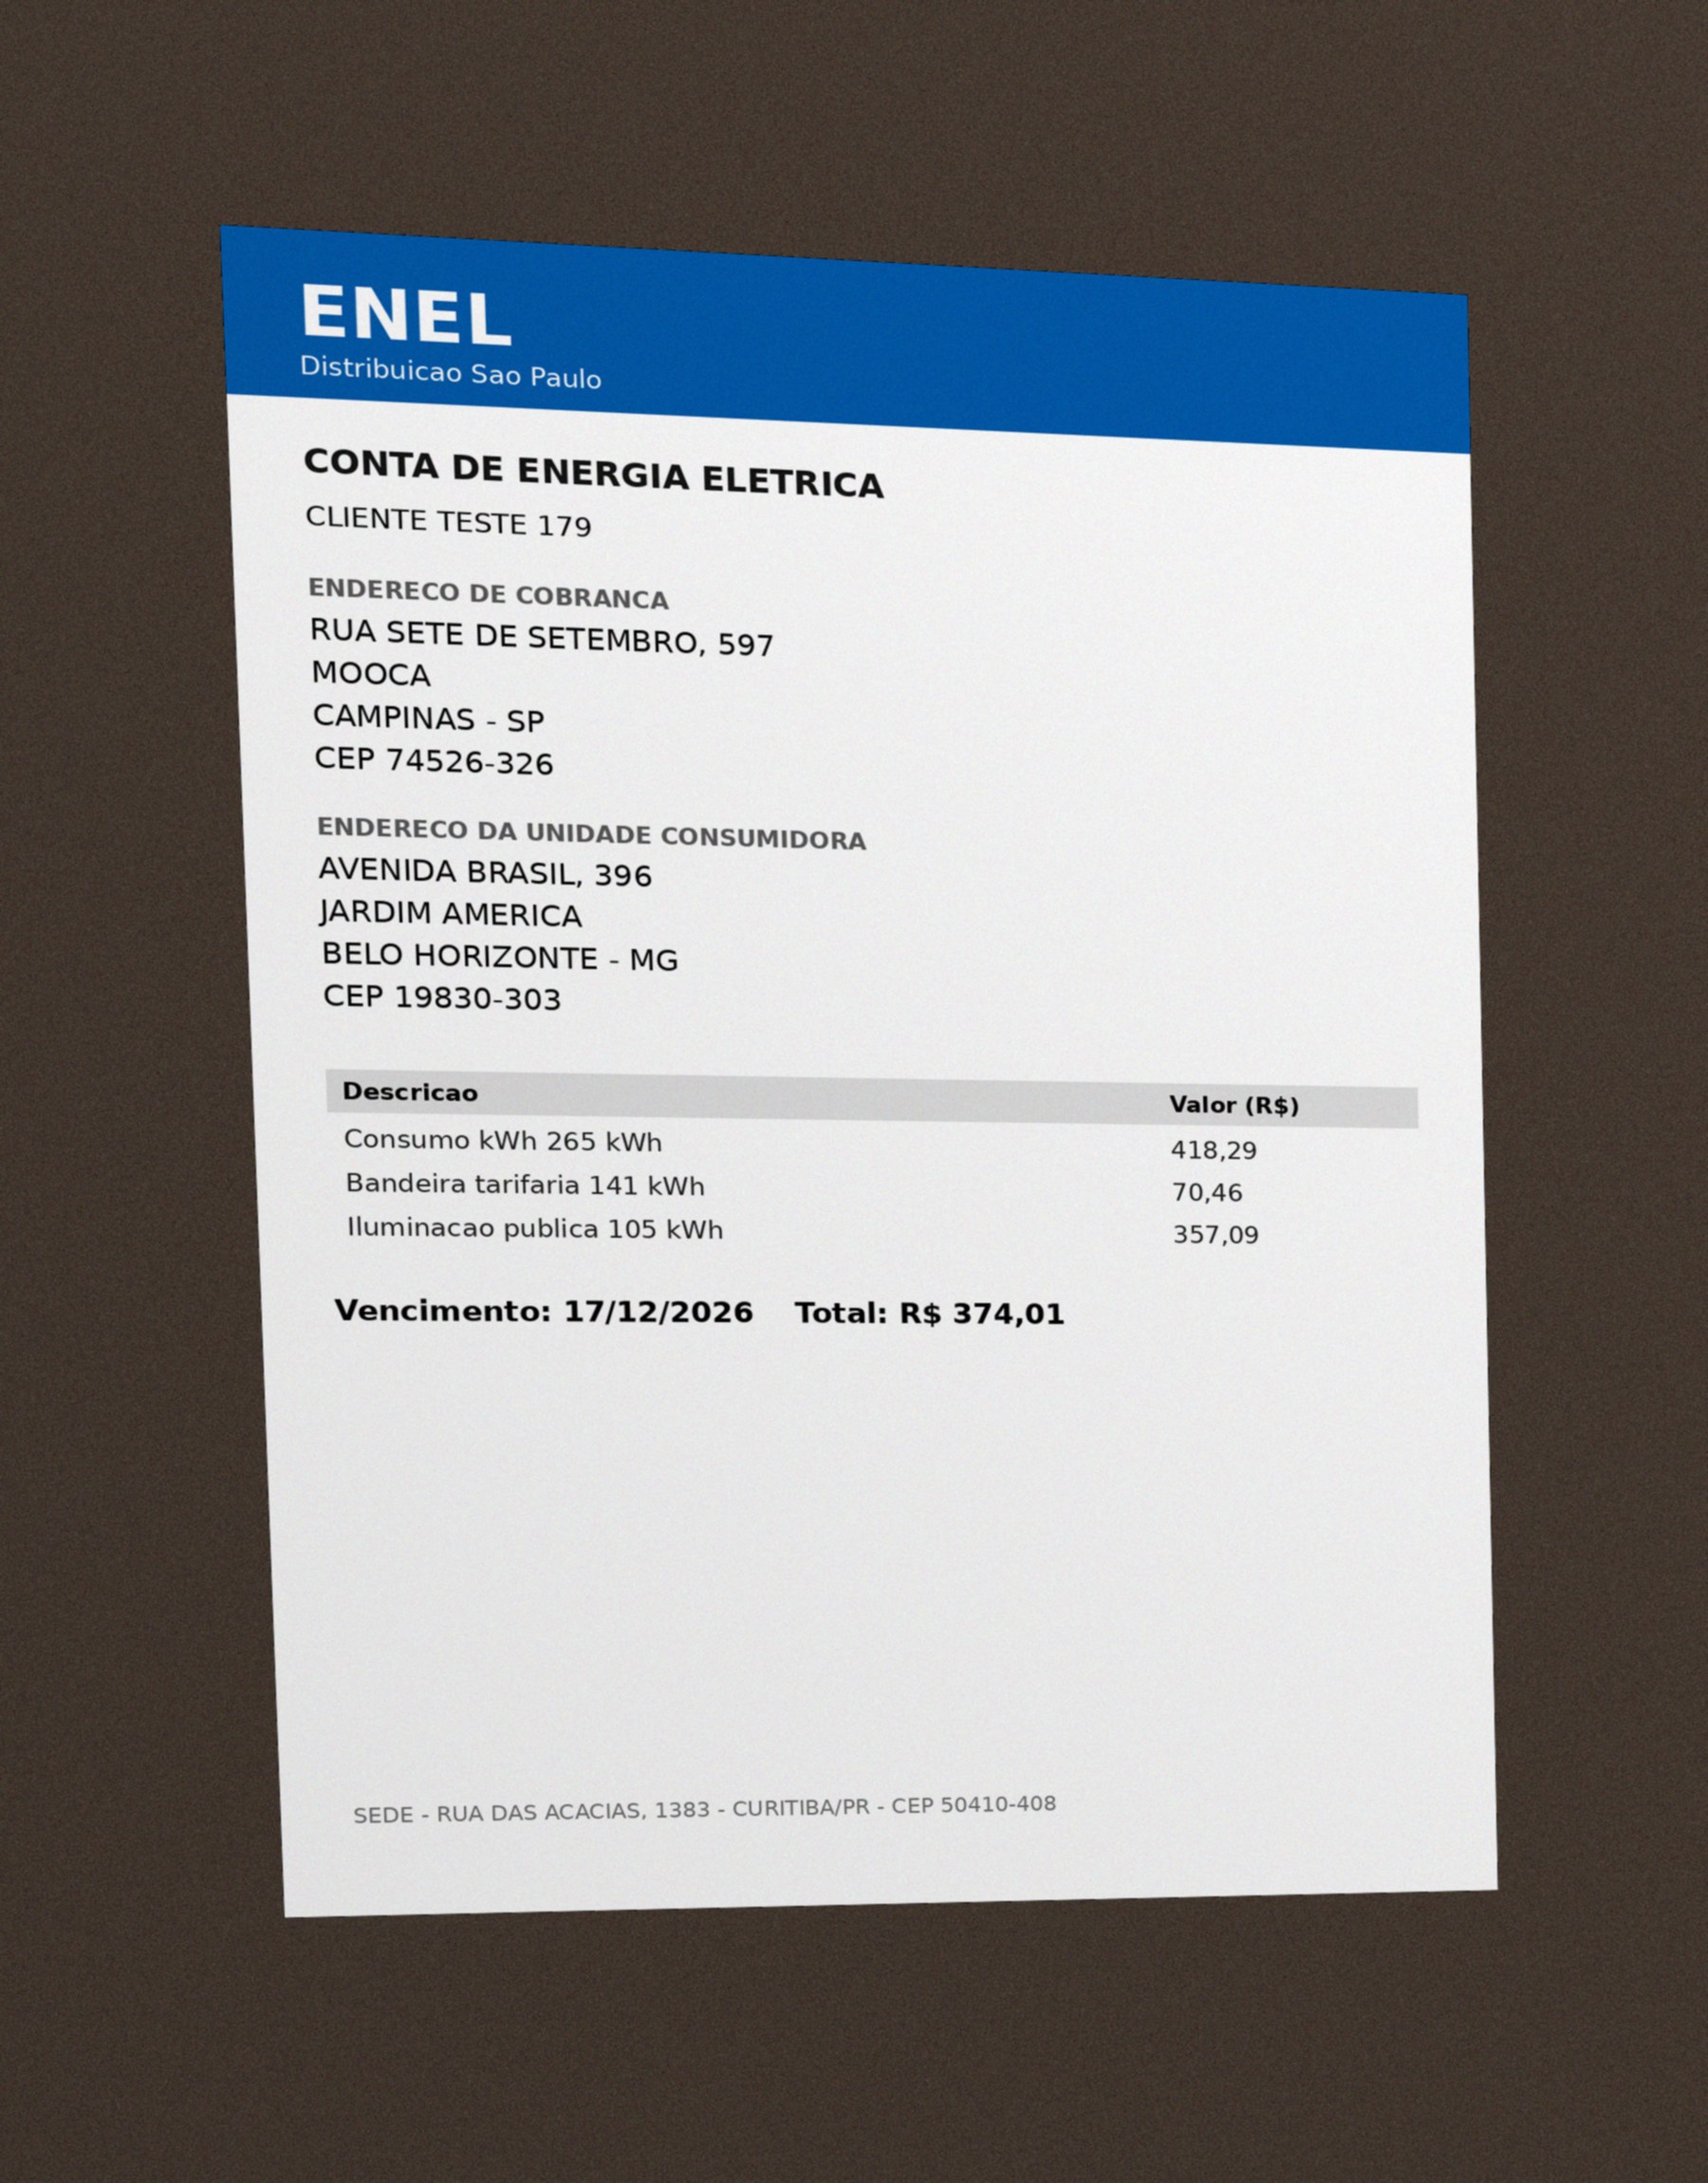 ENEL
Distribuicao Sao Paulo
CONTA DE ENERGIA ELETRICA
CLIENTE TESTE 179
ENDERECO DE COBRANCA
RUA SETE DE SETEMBRO, 597
MOOCA
CAMPINAS - SP
CEP 74526-326
ENDERECO DA UNIDADE CONSUMIDORA
AVENIDA BRASIL, 396
JARDIM AMERICA
BELO HORIZONTE - MG
CEP 19830-303
Descricao Valor (R$)
Consumo kWh 265 kWh 418,29
Bandeira tarifaria 141 kWh 70,46
Iluminacao publica 105 kWh 357,09
Vencimento: 17/12/2026 Total: R$ 374,01
SEDE - RUA DAS ACACIAS, 1383 - CURITIBA/PR - CEP 50410-408